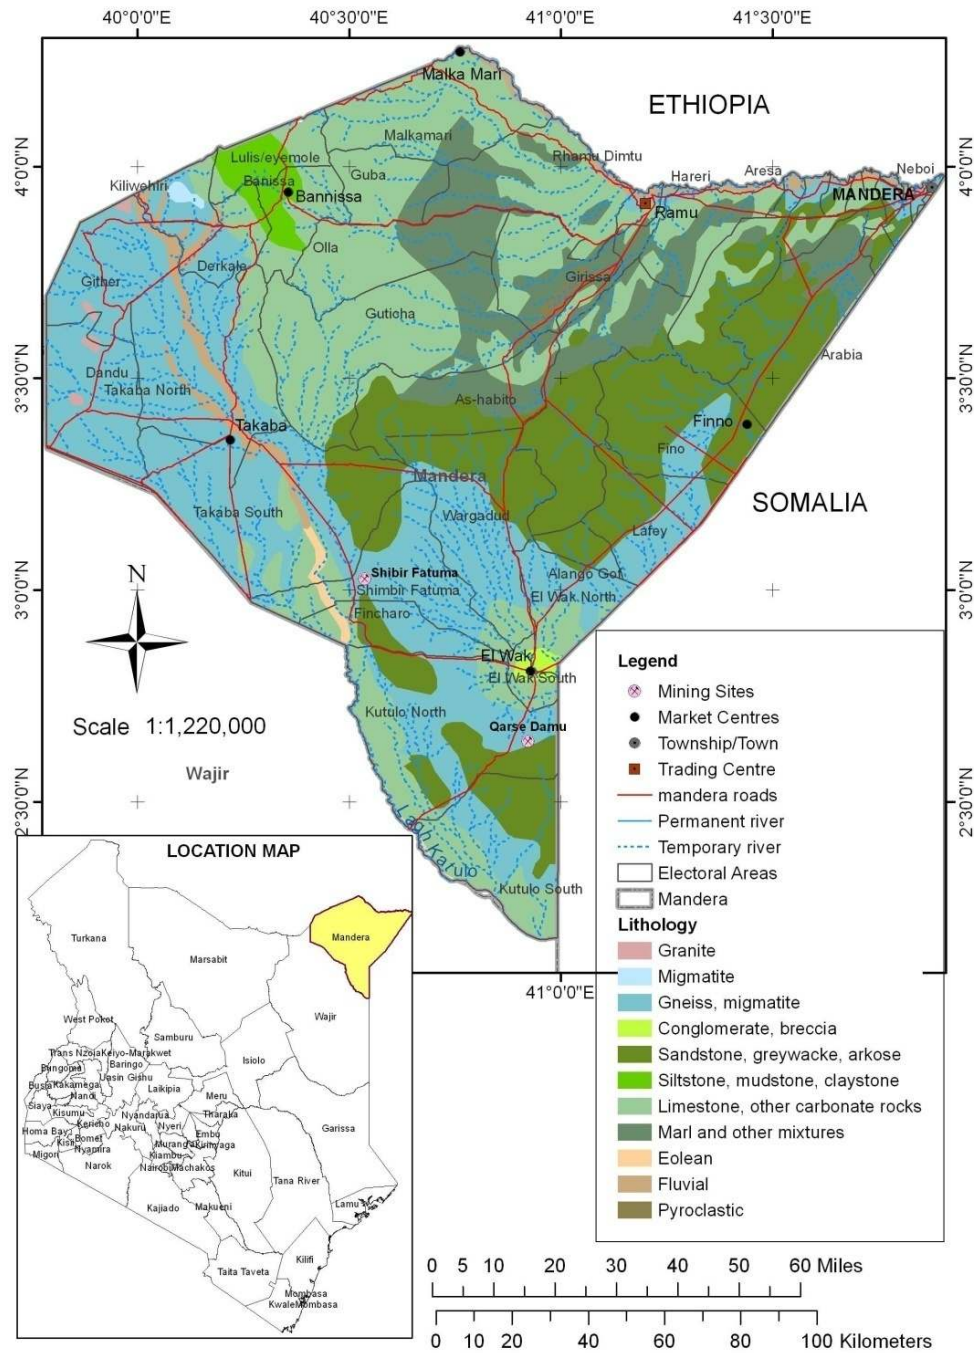 40°0'0"E
40°30'0"E
41°0'0"E
41°30'0"E
4°0'0"N
3°30'0"N
3°0'0"N
2°30'0"N
4°0'0"N
3°30'0"N
3°0'0"N
2°30'0"N
41°0'0"E
ETHIOPIA
SOMALIA
Malka Mari
Malkamari
Rhamu Dimtu
Lulis/eyemole
Banissa
Bannissa
Guba
Kiliwehiri
Hareri
Aresa
Neboi
MANDERA
Ramu
Olla
Derkale
Girissa
Gither
Guticha
Arabia
Dandu
Takaba North
As-habito
Takaba
Finno
Fino
Mandera
Takaba South
Wargadud
Lafey
Shibir Fatuma
Shimbir Fatuma
Alango Gof
El Wak North
Fincharo
El Wak
El Wak South
Kutulo North
Qarse Damu
Lagh Katulo
Kutulo South
N
Scale 1:1,220,000
Wajir
Legend
Mining Sites
Market Centres
Township/Town
Trading Centre
mandera roads
Permanent river
Temporary river
Electoral Areas
Mandera
Lithology
Granite
Migmatite
Gneiss, migmatite
Conglomerate, breccia
Sandstone, greywacke, arkose
Siltstone, mudstone, claystone
Limestone, other carbonate rocks
Marl and other mixtures
Eolean
Fluvial
Pyroclastic
0 5 10 20 30 40 50 60 Miles
0 10 20 40 60 80 100 Kilometers
LOCATION MAP
Mandera
Turkana
Marsabit
Wajir
West Pokot
Samburu
Isiolo
Trans Nzoia
Keiyo-Marakwet
Baringo
Bungoma
Uasin Gishu
Busia
Kakamega
Nandi
Laikipia
Meru
Siaya
Kisumu
Nyandarua
Tharaka
Kericho
Nakuru
Nyeri
Embu
Garissa
Homa Bay
Bomet
Kisii
Nyamira
Muranga
Kirinyaga
Kiambu
Migori
Narok
Nairobi
Machakos
Kitui
Tana River
Kajiado
Makueni
Lamu
Taita Taveta
Kilifi
Mombasa
Kwale
Mombasa